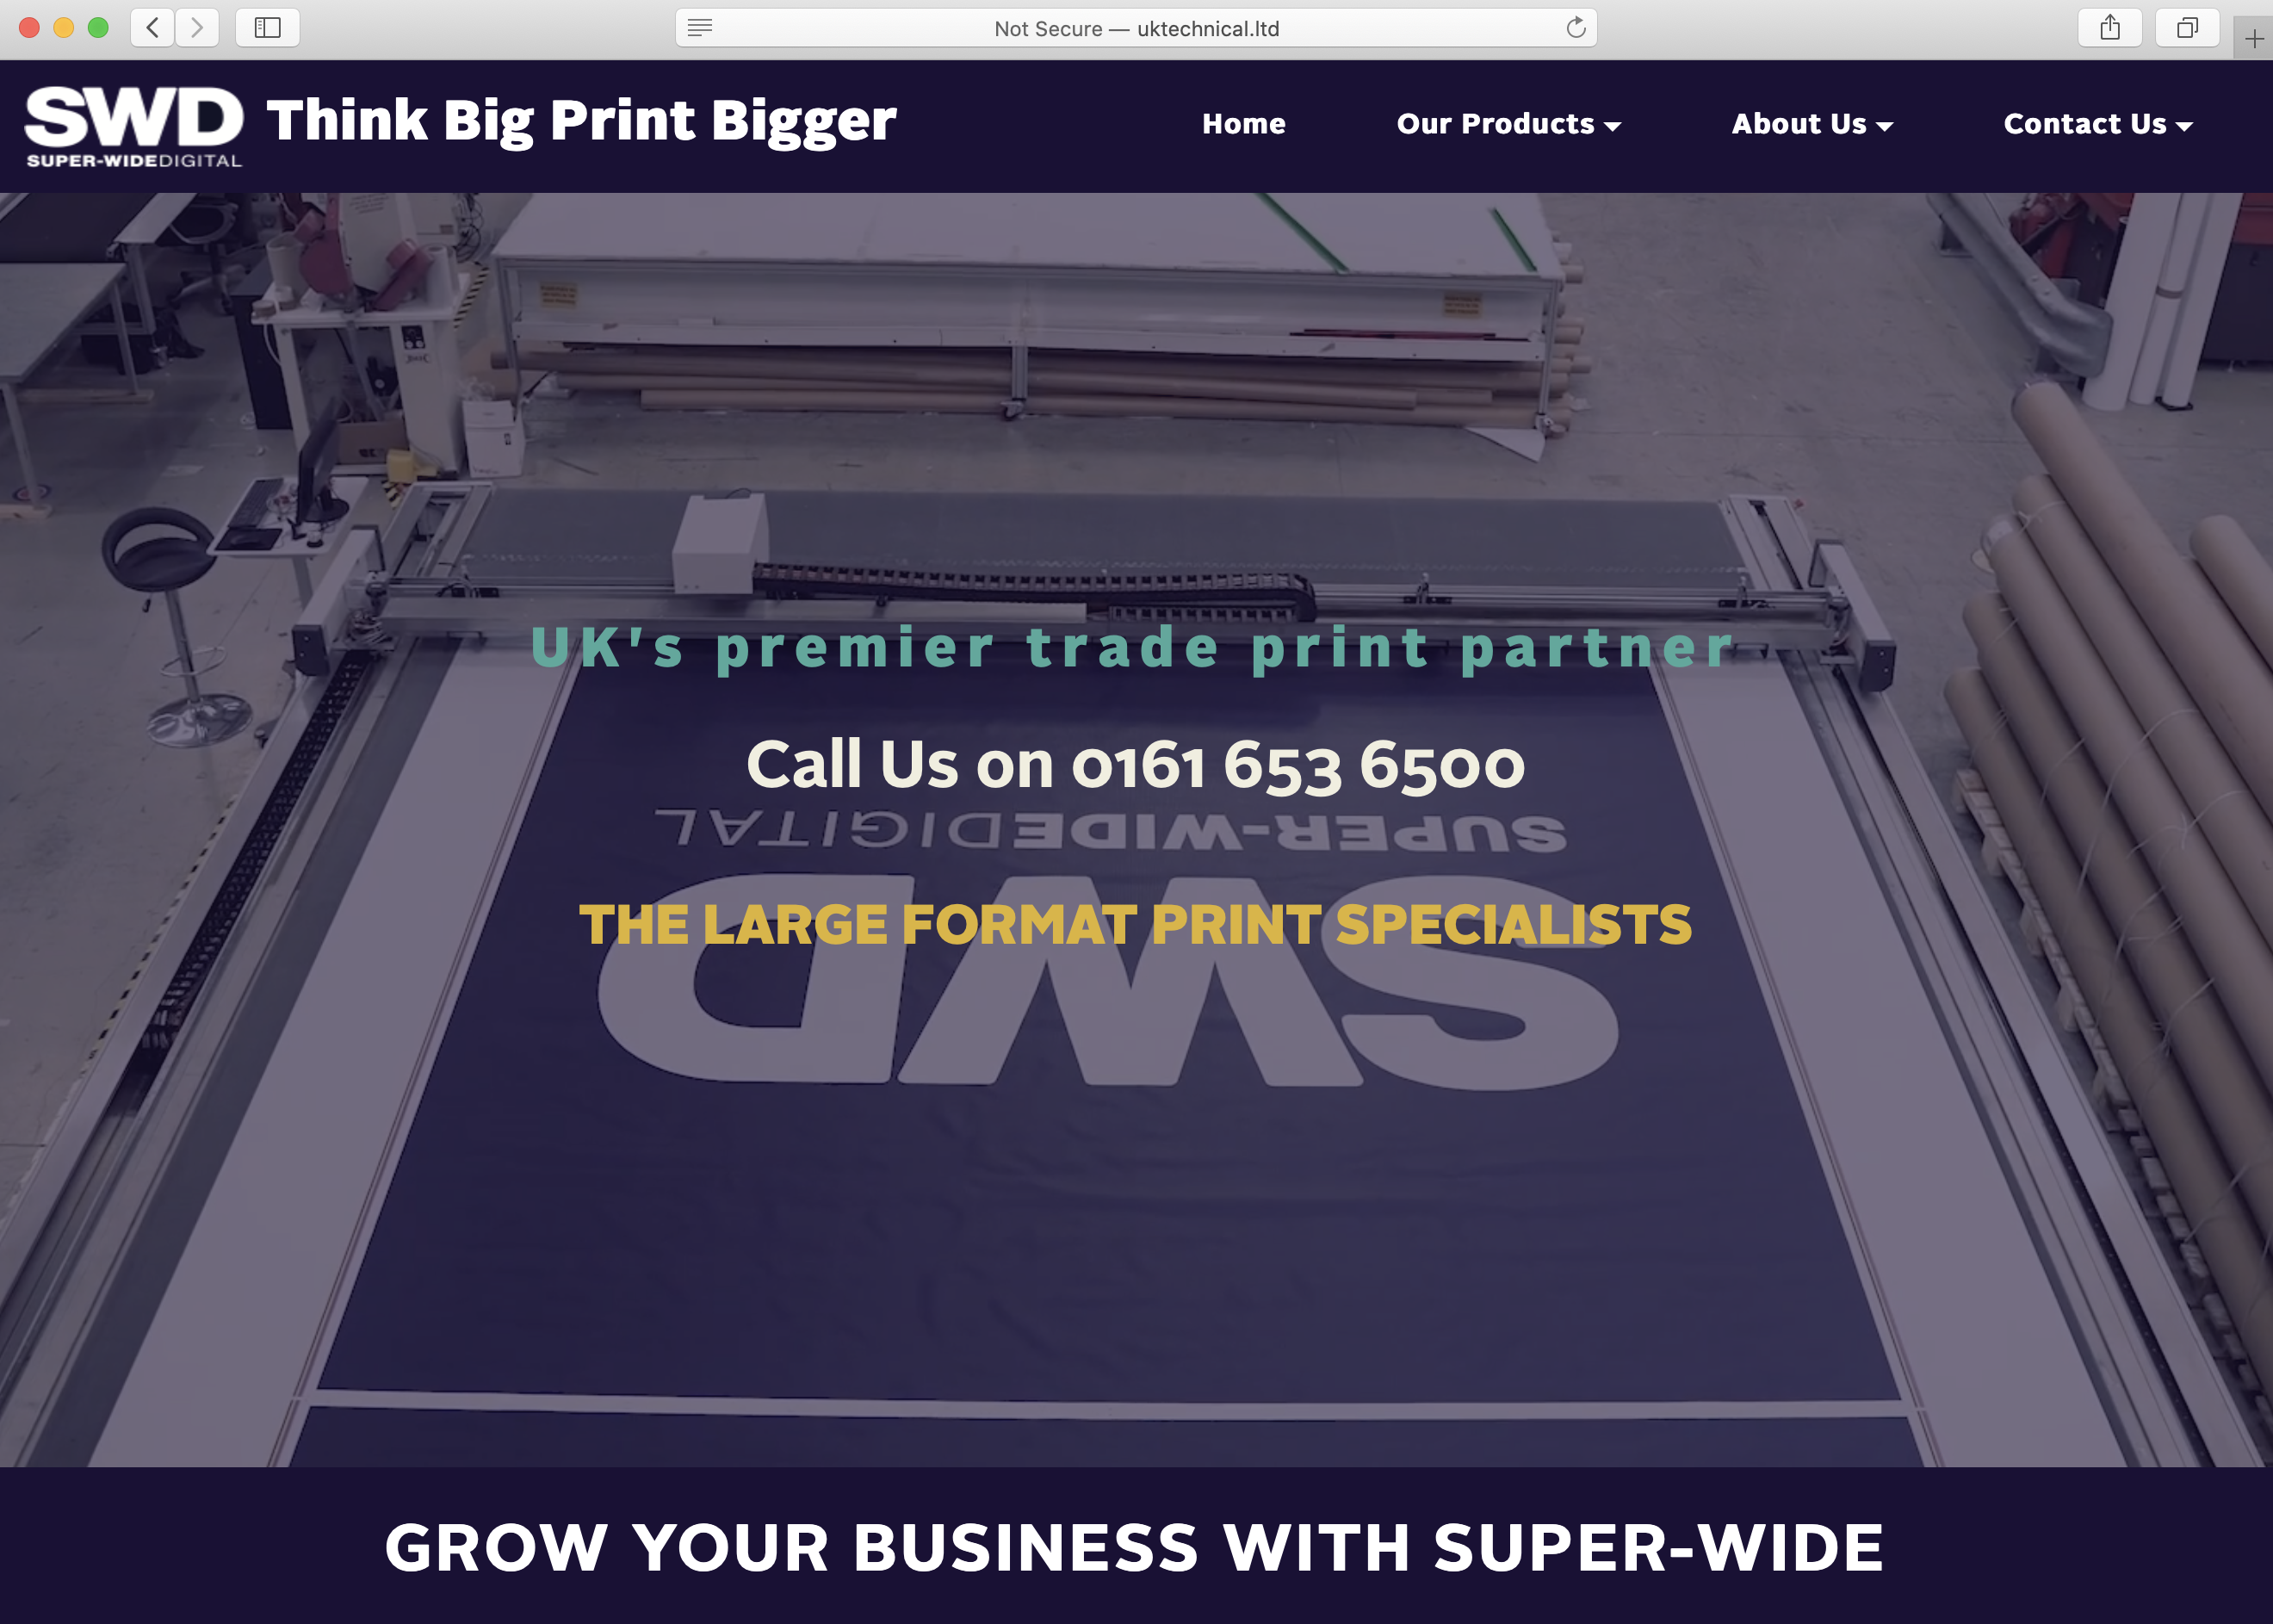 Not Secure — uktechnical.ltd
SWD
SUPER-WIDEDIGITAL
Think Big Print Bigger
Home
Our Products
About Us
Contact Us
UK's premier trade print partner
Call Us on 0161 653 6500
SUPER-WIDEDIGITAL
THE LARGE FORMAT PRINT SPECIALISTS
SWD
GROW YOUR BUSINESS WITH SUPER-WIDE